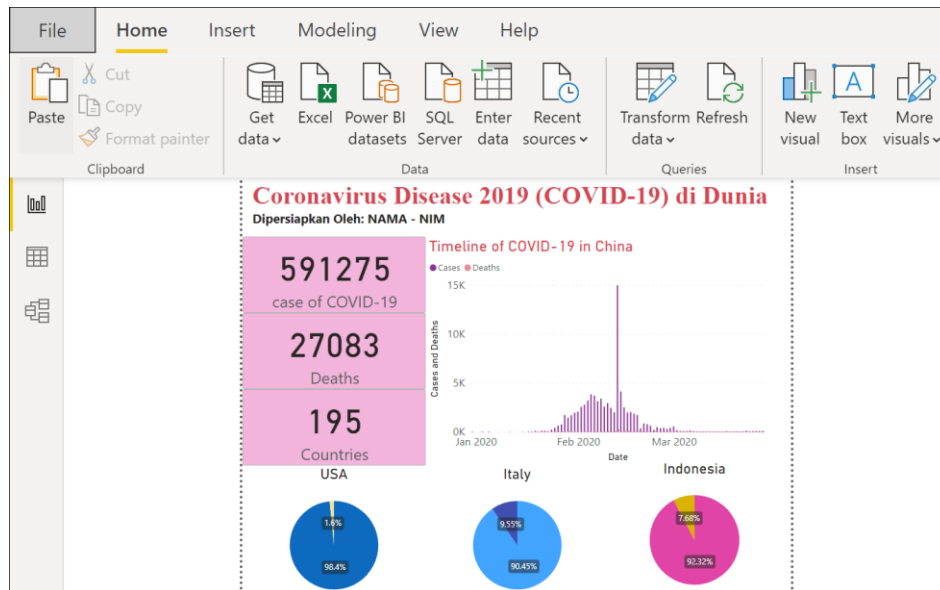 File Home Insert Modeling View Help
Paste
Cut
Copy
Format painter
Clipboard
Get data
Excel
Power BI datasets
SQL Server
Enter data
Recent sources
Data
Transform data
Refresh
Queries
New visual
A
Text box
More visuals
Insert
Coronavirus Disease 2019 (COVID-19) di Dunia
Dipersiapkan Oleh: NAMA - NIM
591275
case of COVID-19
27083
Deaths
195
Countries
Timeline of COVID-19 in China
Cases Deaths
Cases and Deaths
15K
10K
5K
0K
Jan 2020 Feb 2020 Mar 2020
Date
USA
1.6%
98.4%
Italy
9.55%
90.45%
Indonesia
7.68%
92.32%